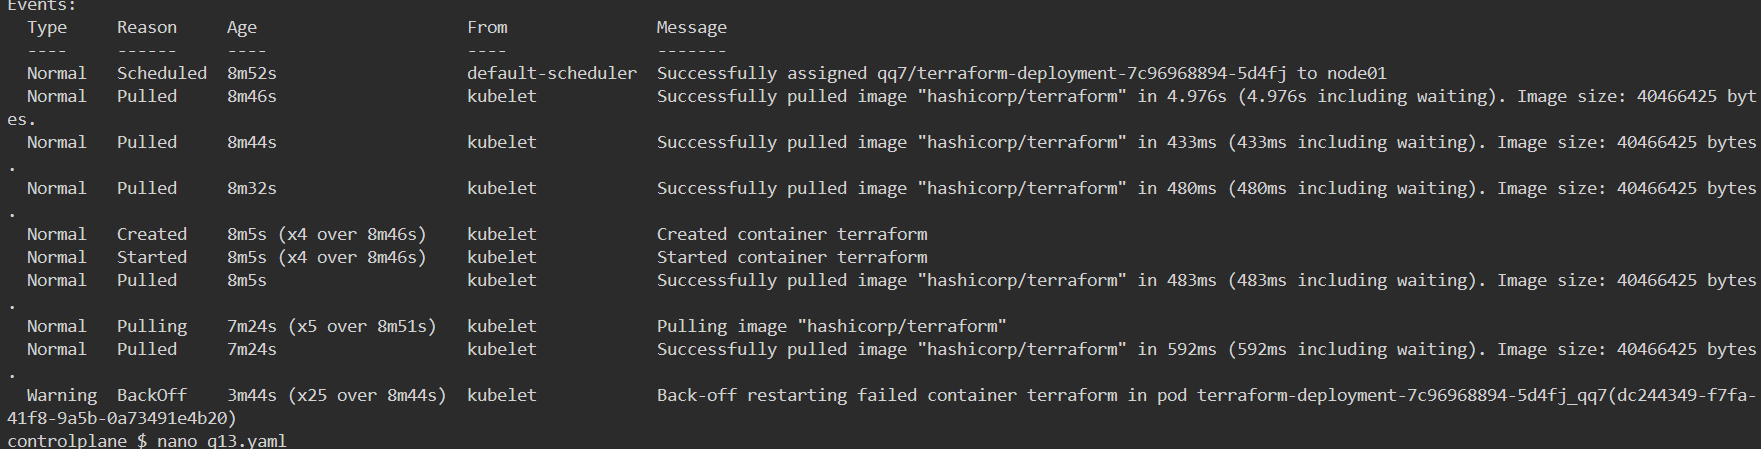 Events:
  Type     Reason     Age                    From               Message
  ----     ------     ----                   ----               -------
  Normal   Scheduled  8m52s                  default-scheduler  Successfully assigned qq7/terraform-deployment-7c96968894-5d4fj to node01
  Normal   Pulled     8m46s                  kubelet            Successfully pulled image "hashicorp/terraform" in 4.976s (4.976s including waiting). Image size: 40466425 byt
es.
  Normal   Pulled     8m44s                  kubelet            Successfully pulled image "hashicorp/terraform" in 433ms (433ms including waiting). Image size: 40466425 bytes
.
  Normal   Pulled     8m32s                  kubelet            Successfully pulled image "hashicorp/terraform" in 480ms (480ms including waiting). Image size: 40466425 bytes
.
  Normal   Created    8m5s (x4 over 8m46s)   kubelet            Created container terraform
  Normal   Started    8m5s (x4 over 8m46s)   kubelet            Started container terraform
  Normal   Pulled     8m5s                   kubelet            Successfully pulled image "hashicorp/terraform" in 483ms (483ms including waiting). Image size: 40466425 bytes
.
  Normal   Pulling    7m24s (x5 over 8m51s)  kubelet            Pulling image "hashicorp/terraform"
  Normal   Pulled     7m24s                  kubelet            Successfully pulled image "hashicorp/terraform" in 592ms (592ms including waiting). Image size: 40466425 bytes
.
  Warning  BackOff    3m44s (x25 over 8m44s)  kubelet            Back-off restarting failed container terraform in pod terraform-deployment-7c96968894-5d4fj_qq7(dc244349-f7fa-
41f8-9a5b-0a73491e4b20)
controlplane $ nano q13.yaml